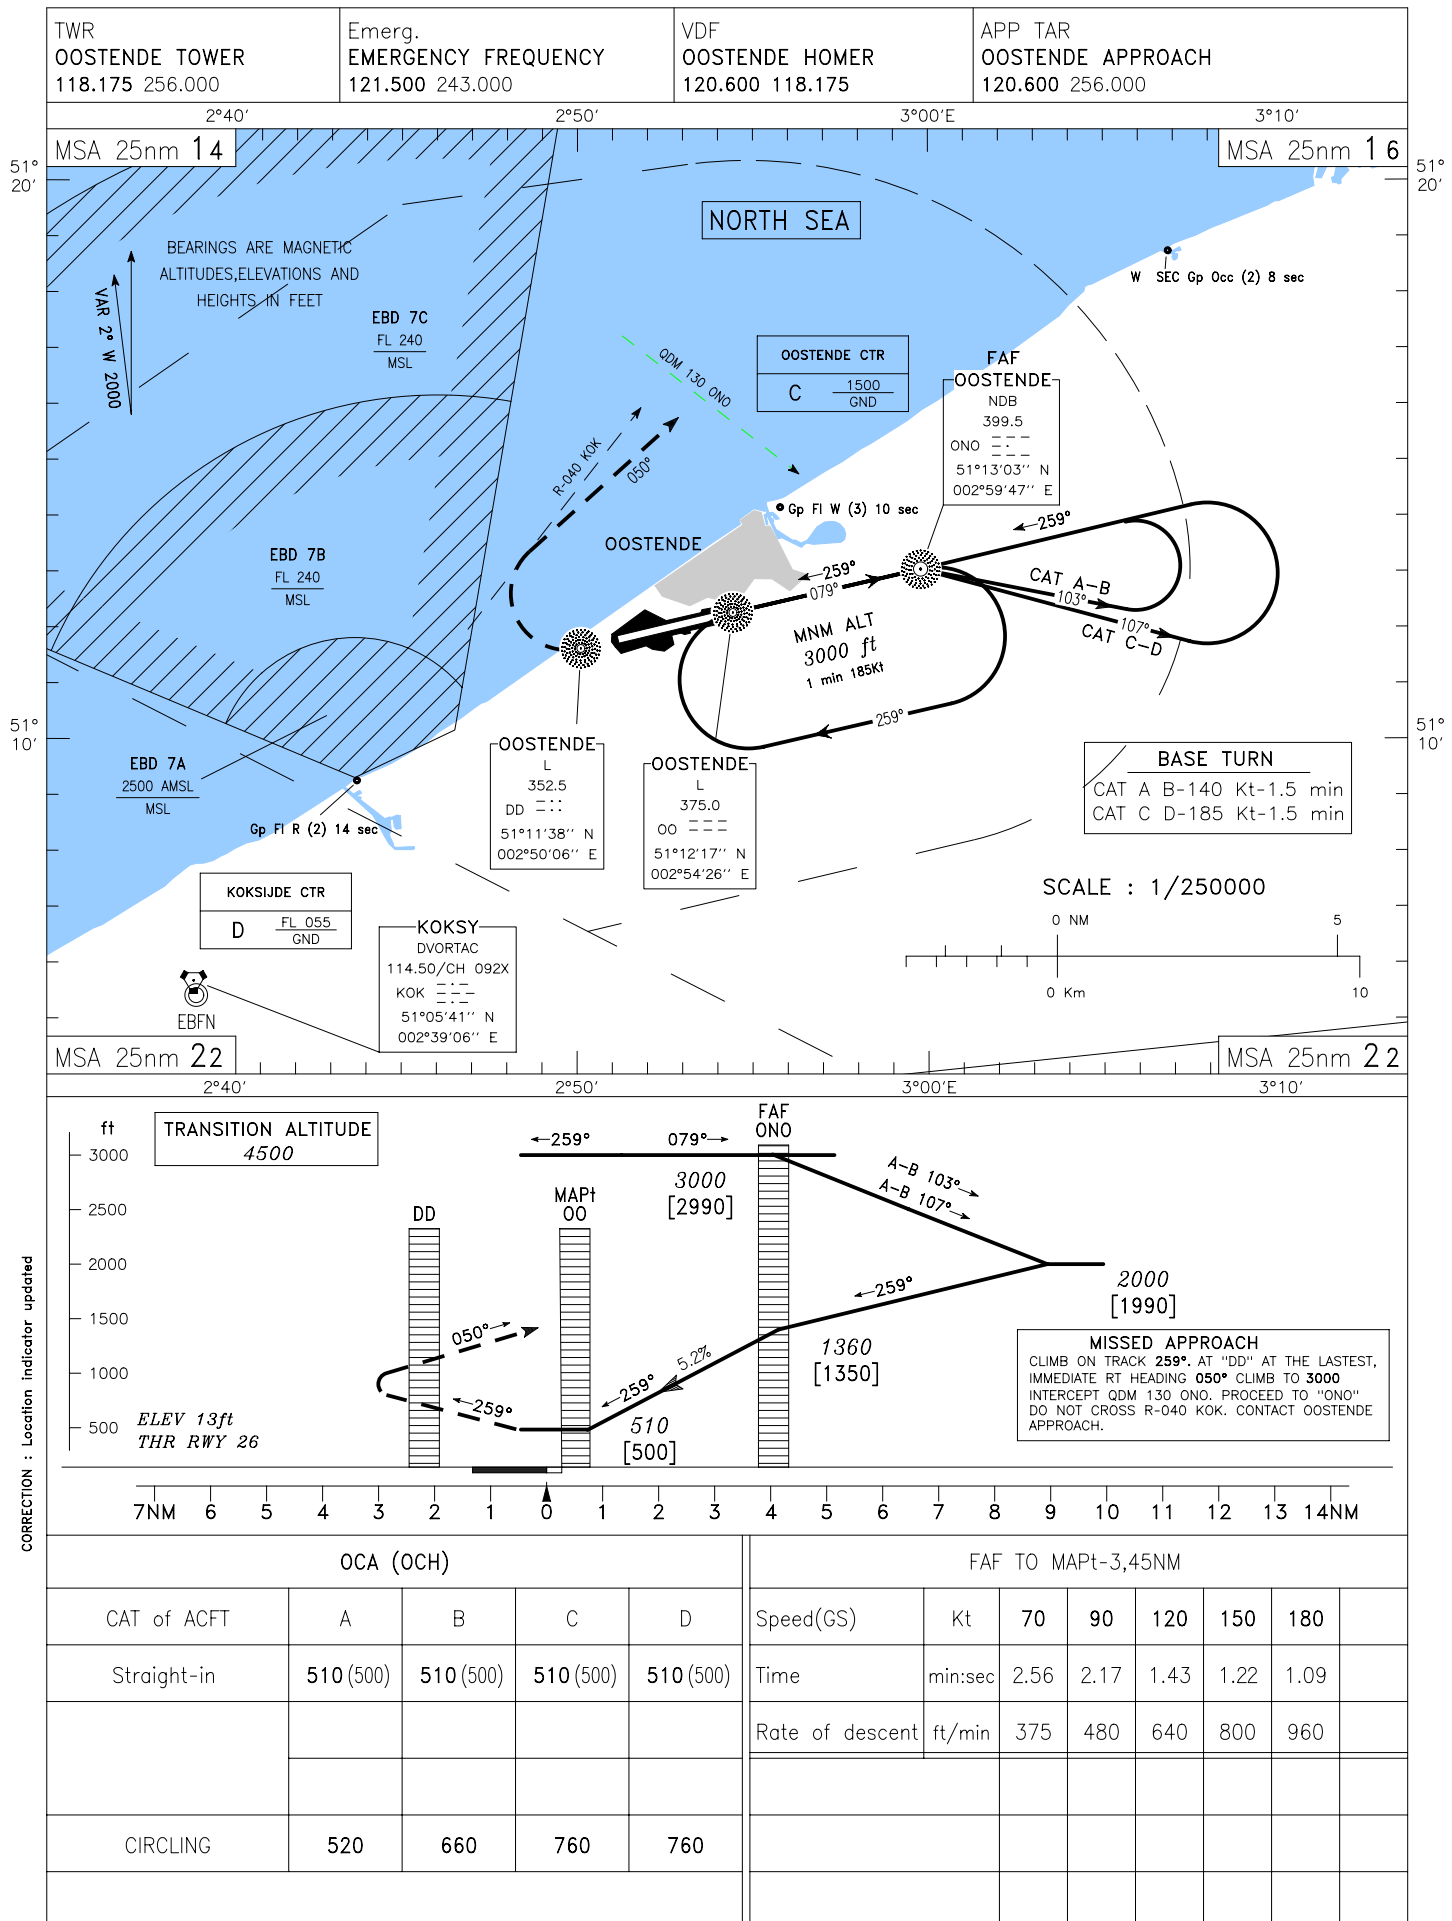 TWR
OOSTENDE TOWER
118.175 256.000
Emerg.
EMERGENCY FREQUENCY
121.500 243.000
VDF
OOSTENDE HOMER
120.600 118.175
APP TAR
OOSTENDE APPROACH
120.600 256.000
2°40' 2°50' 3°00'E 3°10'
MSA 25nm 14
MSA 25nm 16
51°
20'
51°
20'
NORTH SEA
BEARINGS ARE MAGNETIC
ALTITUDES,ELEVATIONS AND
HEIGHTS IN FEET
VAR 2° W 2000
W SEC Gp Occ (2) 8 sec
EBD 7C
FL 240
MSL
QDM 130 ONO
OOSTENDE CTR
C 1500
GND
FAF
OOSTENDE
NDB
399.5
ONO
51°13'03'' N
002°59'47'' E
R-040 KOK
050°
Gp Fl W (3) 10 sec
OOSTENDE
259°
EBD 7B
FL 240
MSL
259°
079°
CAT A-B
103°
107°
CAT C-D
MNM ALT
3000 ft
1 min 185Kt
259°
51°
10'
51°
10'
EBD 7A
2500 AMSL
MSL
Gp Fl R (2) 14 sec
OOSTENDE
L
352.5
DD
51°11'38'' N
002°50'06'' E
OOSTENDE
L
375.0
OO
51°12'17'' N
002°54'26'' E
BASE TURN
CAT A B-140 Kt-1.5 min
CAT C D-185 Kt-1.5 min
KOKSIJDE CTR
D FL 055
GND
KOKSY
DVORTAC
114.50/CH 092X
KOK
51°05'41'' N
002°39'06'' E
EBFN
SCALE : 1/250000
0 NM 5
0 Km 10
MSA 25nm 22
MSA 25nm 22
2°40' 2°50' 3°00'E 3°10'
ft
3000
2500
2000
1500
1000
500
TRANSITION ALTITUDE
4500
FAF
ONO
259° 079°
3000
[2990]
A-B 103°
A-B 107°
DD
MAPt
OO
2000
[1990]
259°
050°
5.2%
1360
[1350]
259°
259°
510
[500]
ELEV 13ft
THR RWY 26
MISSED APPROACH
CLIMB ON TRACK 259°. AT "DD" AT THE LASTEST,
IMMEDIATE RT HEADING 050° CLIMB TO 3000
INTERCEPT QDM 130 ONO. PROCEED TO "ONO"
DO NOT CROSS R-040 KOK. CONTACT OOSTENDE
APPROACH.
7NM 6 5 4 3 2 1 0 1 2 3 4 5 6 7 8 9 10 11 12 13 14NM
CORRECTION : Location indicator updated
OCA (OCH)
CAT of ACFT A B C D
Straight-in 510(500) 510(500) 510(500) 510(500)
CIRCLING 520 660 760 760
FAF TO MAPt-3,45NM
Speed(GS) Kt 70 90 120 150 180
Time min:sec 2.56 2.17 1.43 1.22 1.09
Rate of descent ft/min 375 480 640 800 960